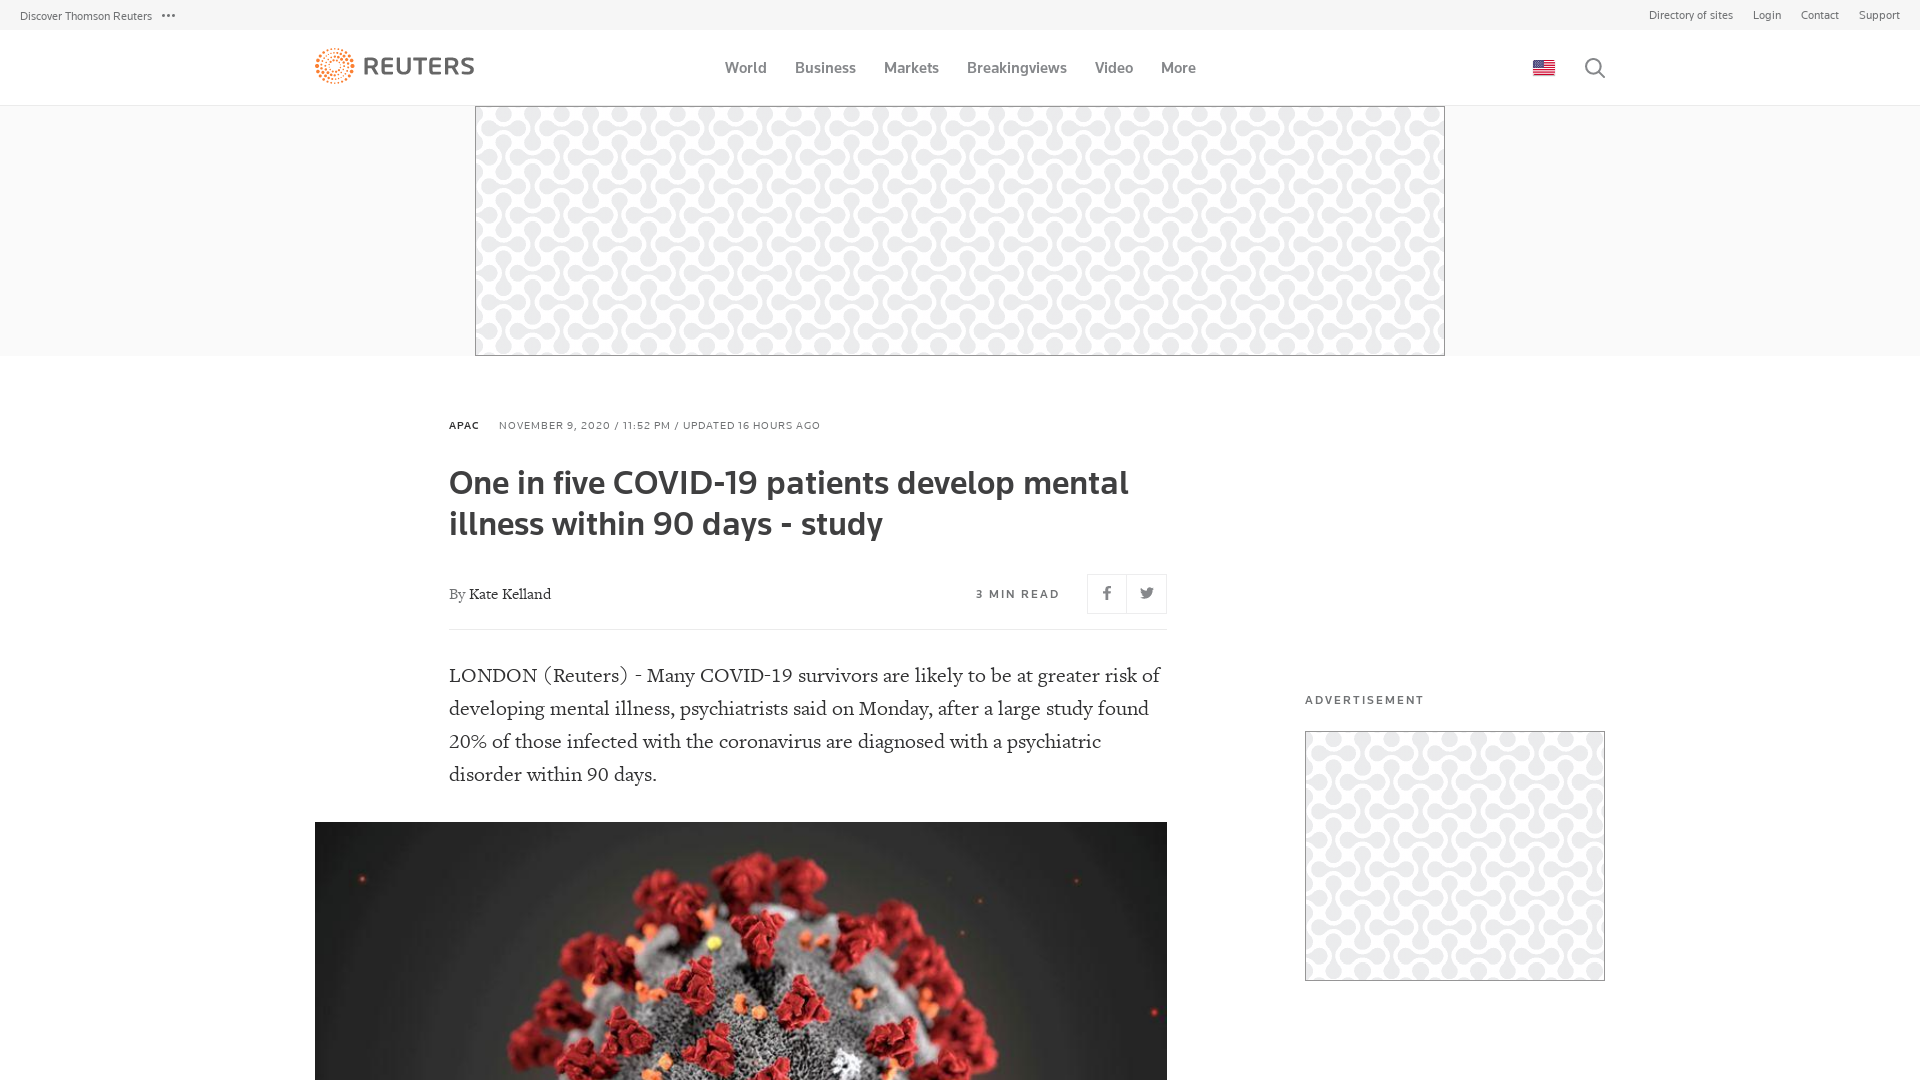 Discover Thomson Reuters
Directory of sites Login Contact Support
REUTERS World Business Markets Breakingviews Video More
APAC NOVEMBER 9, 2020 / 11:52 PM / UPDATED 16 HOURS AGO
One in five COVID-19 patients develop mental
illness within 90 days - study
By Kate Kelland 3 MIN READ
LONDON (Reuters) - Many COVID-19 survivors are likely to be at greater risk of
developing mental illness, psychiatrists said on Monday, after a large study found
20% of those infected with the coronavirus are diagnosed with a psychiatric
disorder within 90 days.
ADVERTISEMENT